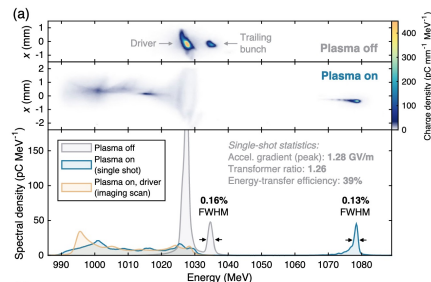 (a)
x (mm)
1
0
-1
Driver
Trailing
bunch
Plasma off
x (mm)
2
1
0
-1
-2
Plasma on
400
300
200
100
0
Charge density (pC mm⁻¹ MeV⁻¹)
Spectral density (pC MeV⁻¹)
150
100
50
0
Plasma off
Plasma on
(single shot)
Plasma on, driver
(imaging scan)
Single-shot statistics:
Accel. gradient (peak): 1.28 GV/m
Transformer ratio: 1.26
Energy-transfer efficiency: 39%
0.16%
FWHM
0.13%
FWHM
990 1000 1010 1020 1030 1040 1050 1060 1070 1080
Energy (MeV)